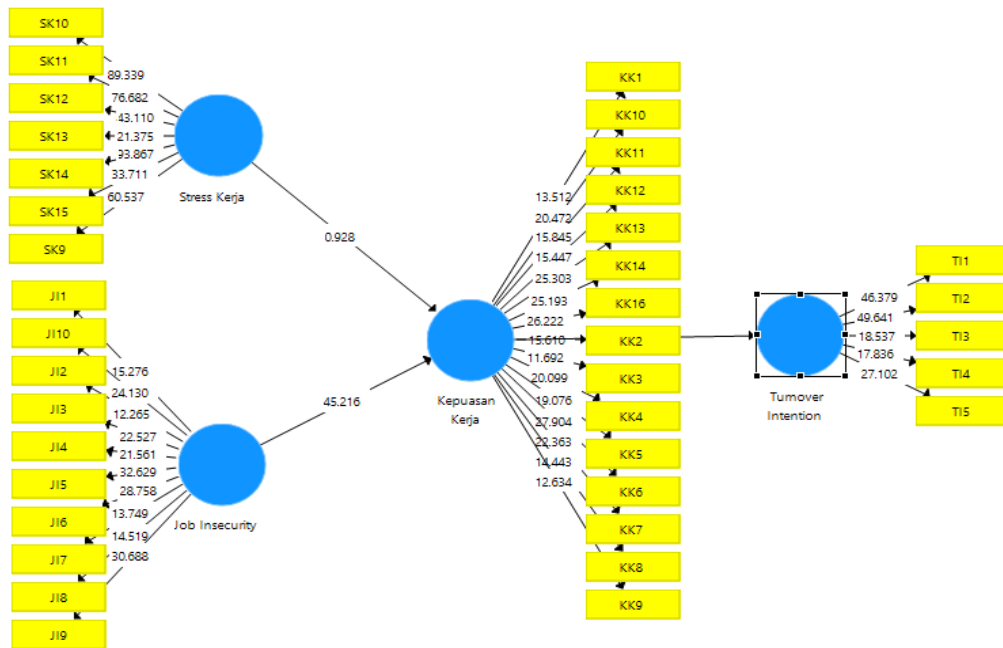 SK10
SK11
SK12
SK13
SK14
SK15
SK9
89.339
76.682
43.110
21.375
93.867
33.711
60.537
Stress Kerja
0.928
JI1
JI10
JI2
JI3
JI4
JI5
JI6
JI7
JI8
JI9
15.276
24.130
12.265
22.527
21.561
32.629
28.758
13.749
14.519
30.688
Job Insecurity
45.216
Kepuasan
Kerja
13.512
20.472
15.845
15.447
25.303
25.193
26.222
15.610
11.692
20.099
19.076
27.904
22.363
14.443
12.634
KK1
KK10
KK11
KK12
KK13
KK14
KK16
KK2
KK3
KK4
KK5
KK6
KK7
KK8
KK9
Turnover
Intention
46.379
49.641
18.537
17.836
27.102
TI1
TI2
TI3
TI4
TI5